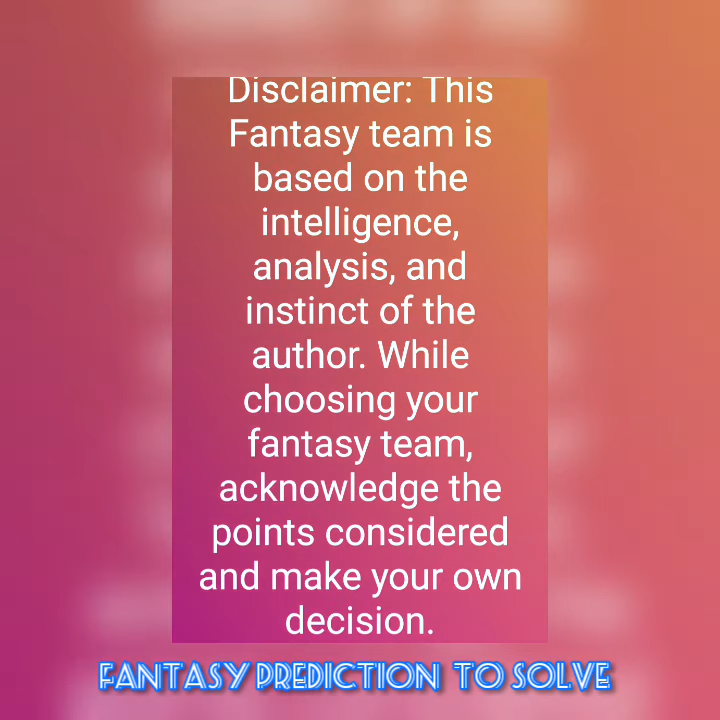 Disclaimer: This
Fantasy team is
based on the
intelligence,
analysis, and
instinct of the
author. While
choosing your
fantasy team,
acknowledge the
points considered
and make your own
decision.
FANTASY PREDICTION TO SOLVE